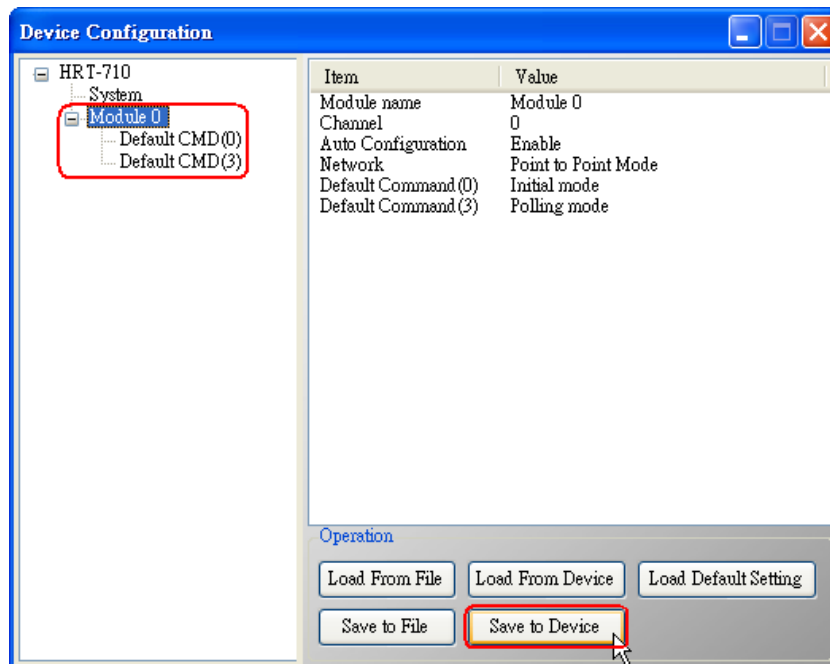 Device Configuration
HRT-710
System
Module 0
Default CMD(0)
Default CMD(3)
Item Value
Module name Module 0
Channel 0
Auto Configuration Enable
Network Point to Point Mode
Default Command(0) Initial mode
Default Command(3) Polling mode
Operation
Load From File Load From Device Load Default Setting
Save to File Save to Device